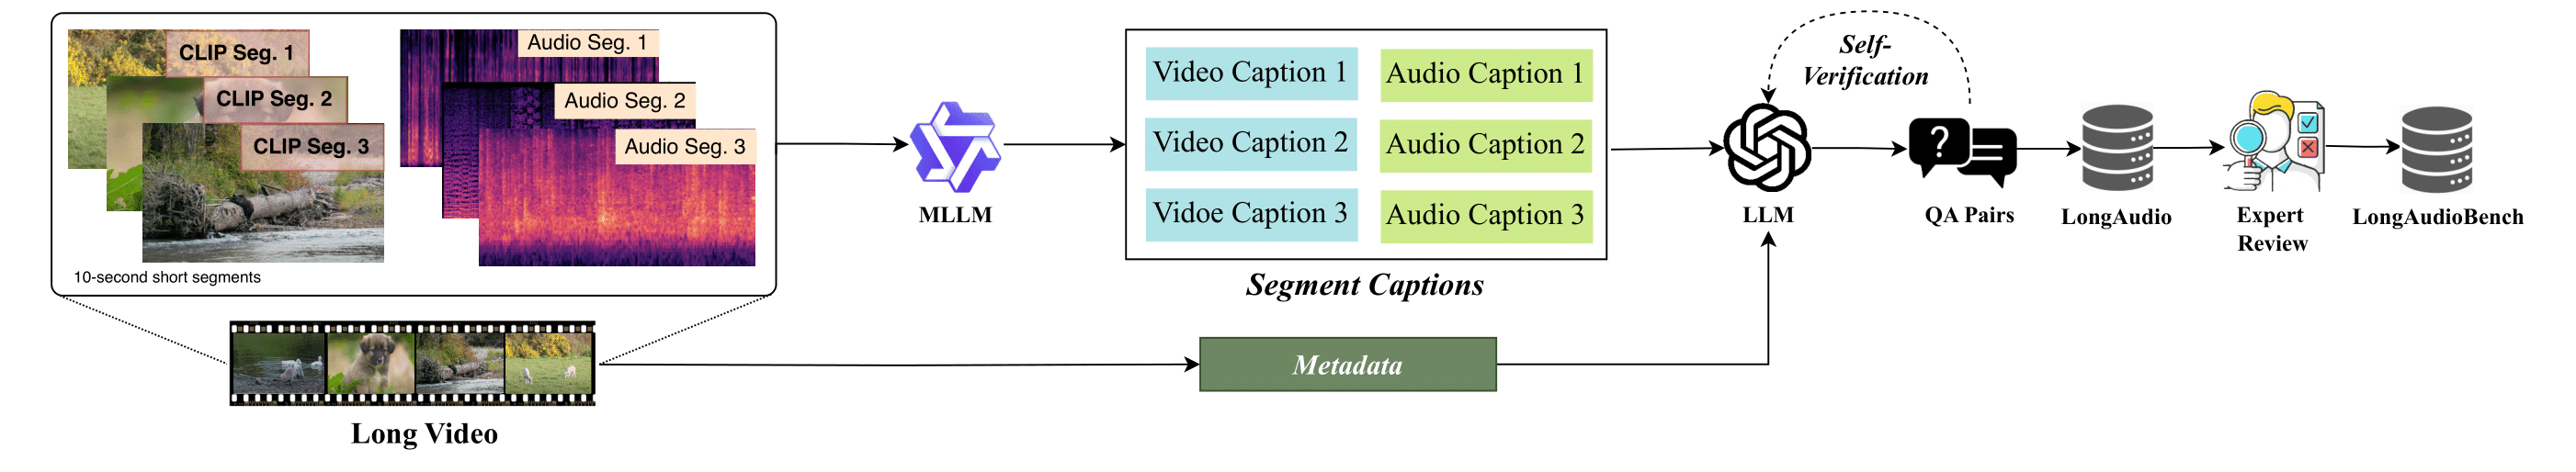 CLIP Seg. 1
CLIP Seg. 2
CLIP Seg. 3
Audio Seg. 1
Audio Seg. 2
Audio Seg. 3
10-second short segments
Long Video
MLLM
Video Caption 1
Audio Caption 1
Video Caption 2
Audio Caption 2
Vidoe Caption 3
Audio Caption 3
Segment Captions
Metadata
Self-
Verification
LLM
?
QA Pairs
LongAudio
Expert
Review
LongAudioBench